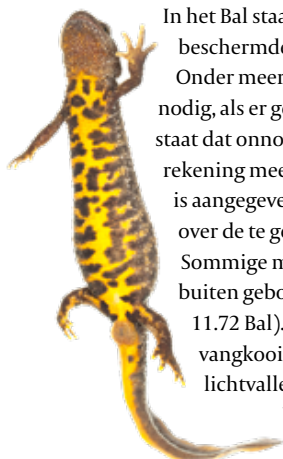 In het Bal staa
beschermde
Onder meer
nodig, als er ge
staat dat onno
rekening mee
is aangegeve
over de te ge
Sommige m
buiten gebo
11.72 Bal).
vangkooi
lichtvalle